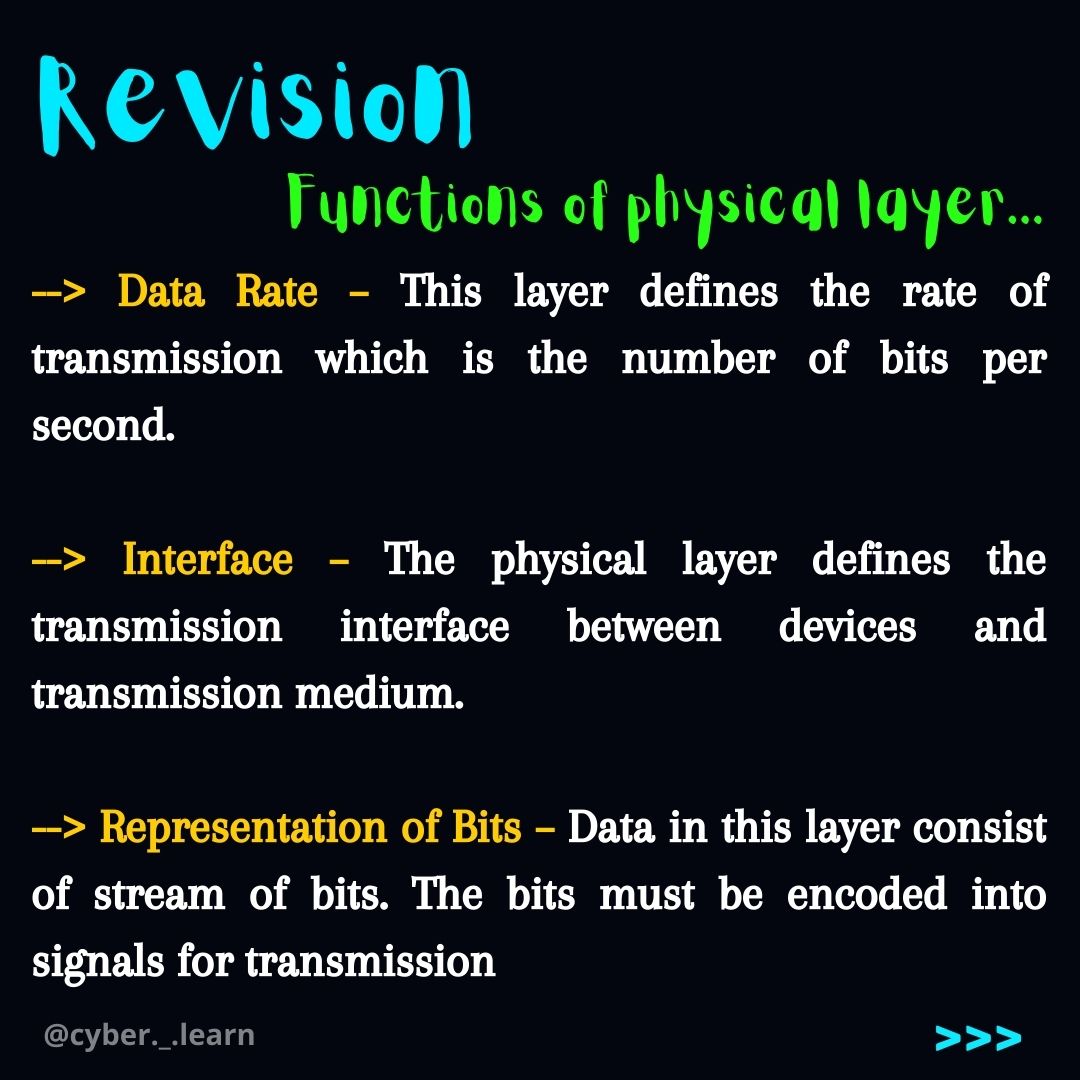 Revision
Functions of physical layer...
--> Data Rate – This layer defines the rate of
transmission which is the number of bits per
second.
--> Interface – The physical layer defines the
transmission interface between devices and
transmission medium.
--> Representation of Bits – Data in this layer consist
of stream of bits. The bits must be encoded into
signals for transmission
@cyber._.learn
>>>